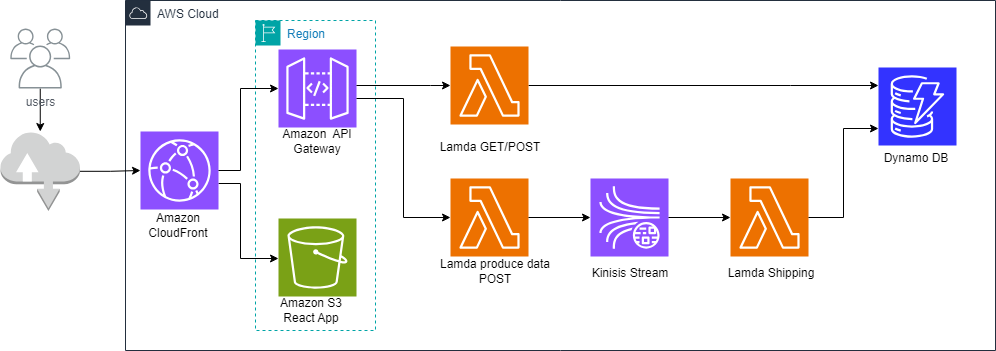 AWS Cloud
Region
users
Amazon API
Gateway
Lamda GET/POST
Dynamo DB
Amazon
CloudFront
Lamda produce data
POST
Kinisis Stream
Lamda Shipping
Amazon S3
React App